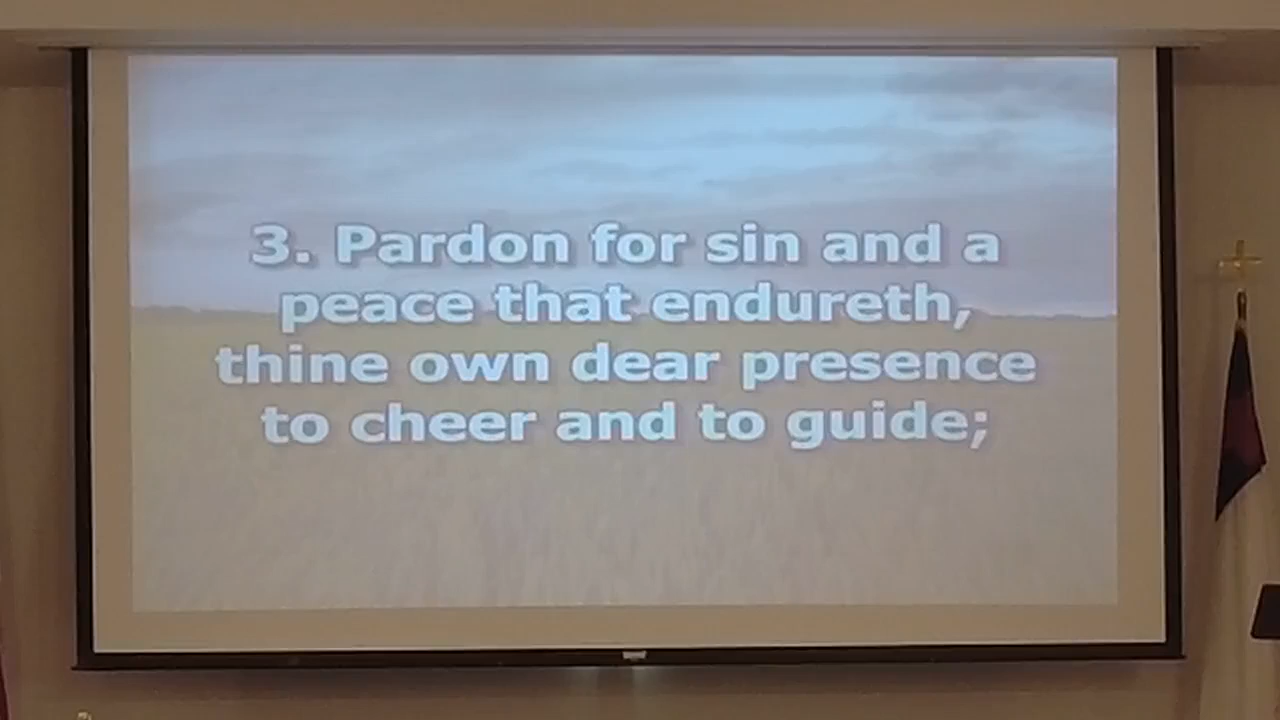 3. Pardon for sin and a
peace that endureth,
thine own dear presence
to cheer and to guide;